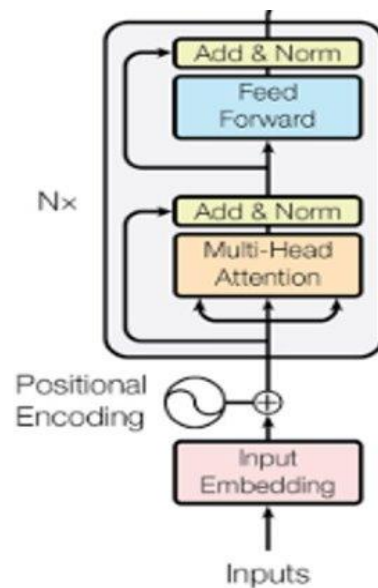 Add & Norm
Feed
Forward
Nx
Add & Norm
Multi-Head
Attention
Positional
Encoding
Input
Embedding
Inputs